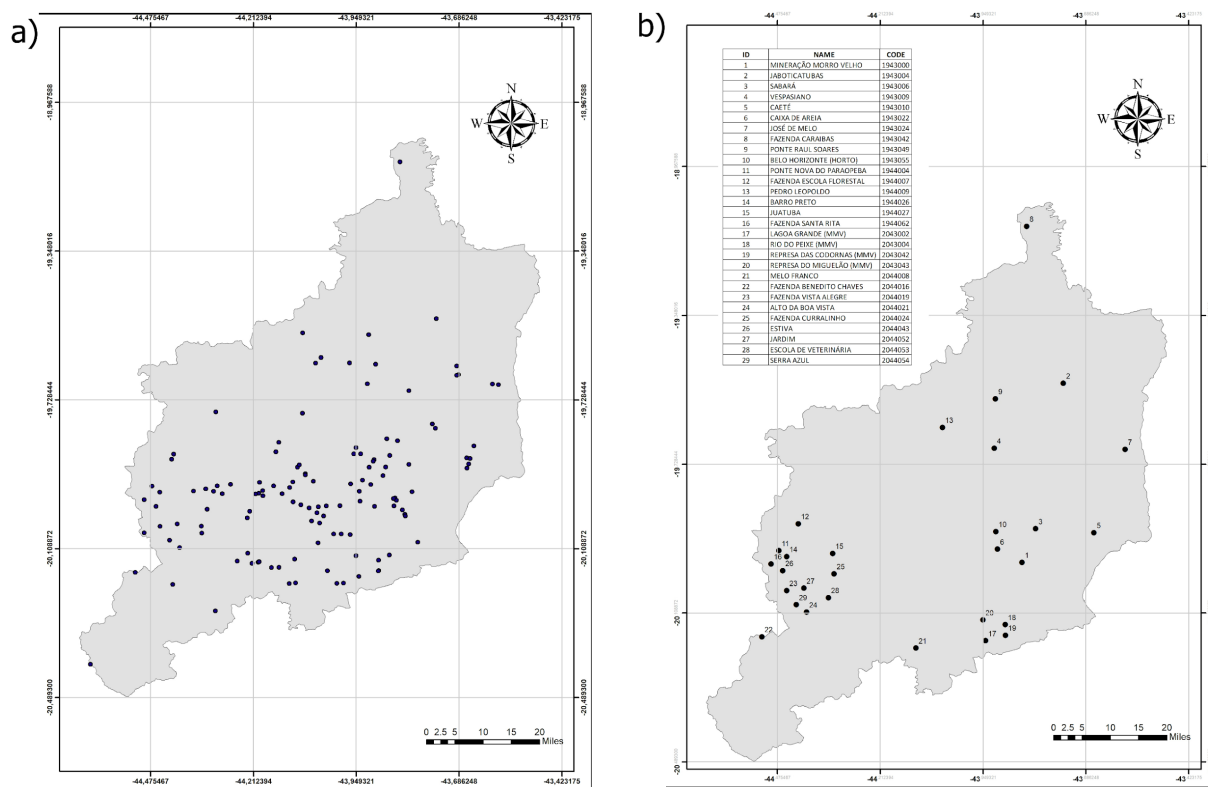 a)
-44,475467 -44,212394 -43,949321 -43,686248 -43,423175
-18,967588
-19,348016
-19,728444
-20,108872
-20,489300
N
W E
S
0 2.5 5 10 15 20
Miles
-44,475467 -44,212394 -43,949321 -43,686248 -43,423175
b)
ID NAME CODE
1 MINERAÇÃO MORRO VELHO 1943000
2 JABOTICATUBAS 1943004
3 SABARÁ 1943006
4 VESPASIANO 1943009
5 CAETÉ 1943010
6 CAIXA DE AREIA 1943022
7 JOSÉ DE MELO 1943024
8 FAZENDA CARAIBAS 1943042
9 PONTE RAUL SOARES 1943049
10 BELO HORIZONTE (HORTO) 1943055
11 PONTE NOVA DO PARAOPEBA 1944004
12 FAZENDA ESCOLA FLORESTAL 1944007
13 PEDRO LEOPOLDO 1944009
14 BARRO PRETO 1944026
15 JUATUBA 1944027
16 FAZENDA SANTA RITA 1944062
17 LAGOA GRANDE (MMV) 2043002
18 RIO DO PEIXE (MMV) 2043004
19 REPRESA DAS CODORNAS (MMV) 2043042
20 REPRESA DO MIGUELÃO (MMV) 2043043
21 MELO FRANCO 2044008
22 FAZENDA BENEDITO CHAVES 2044016
23 FAZENDA VISTA ALEGRE 2044019
24 ALTO DA BOA VISTA 2044021
25 FAZENDA CURRALINHO 2044024
26 ESTIVA 2044043
27 JARDIM 2044052
28 ESCOLA DE VETERINÁRIA 2044053
29 SERRA AZUL 2044054
N
W E
S
8
2
9
13
4
7
12
10 3 5
11 14 15 6
16 26 25 1
23 27
29 28
24
20 18
22 17 19
21
0 2.5 5 10 15 20
Miles